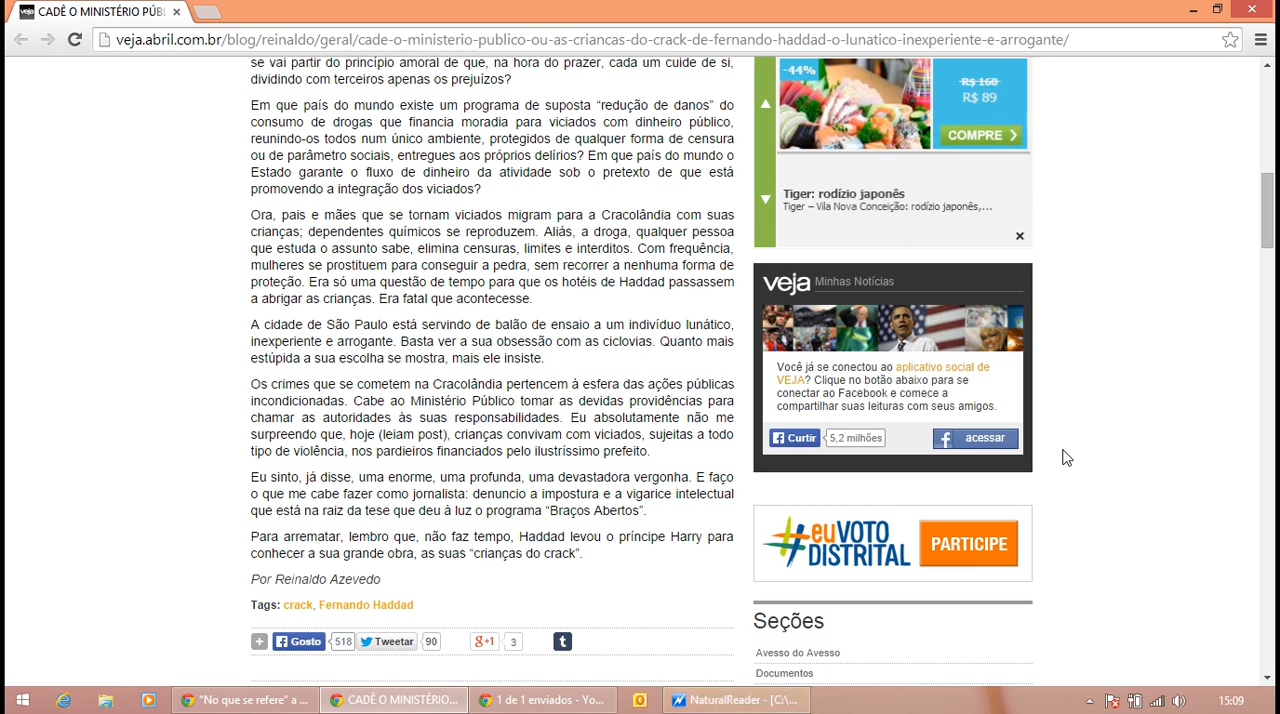 CADÊ O MINISTÉRIO PÚBL
veja.abril.com.br/blog/reinaldo/geral/cade-o-ministerio-publico-ou-as-criancas-do-crack-de-fernando-haddad-o-lunatico-inexperiente-e-arrogante/
se vai partir do princípio amoral de que, na hora do prazer, cada um cuide de si,
dividindo com terceiros apenas os prejuízos?
Em que país do mundo existe um programa de suposta “redução de danos” do
consumo de drogas que financia moradia para viciados com dinheiro público,
reunindo-os todos num único ambiente, protegidos de qualquer forma de censura
ou de parâmetro sociais, entregues aos próprios delírios? Em que país do mundo o
Estado garante o fluxo de dinheiro da atividade sob o pretexto de que está
promovendo a integração dos viciados?
Ora, pais e mães que se tornam viciados migram para a Cracolândia com suas
crianças; dependentes químicos se reproduzem. Aliás, a droga, qualquer pessoa
que estuda o assunto sabe, elimina censuras, limites e interditos. Com frequência,
mulheres se prostituem para conseguir a pedra, sem recorrer a nenhuma forma de
proteção. Era só uma questão de tempo para que os hotéis de Haddad passassem
a abrigar as crianças. Era fatal que acontecesse.
A cidade de São Paulo está servindo de balão de ensaio a um indivíduo lunático,
inexperiente e arrogante. Basta ver a sua obsessão com as ciclovias. Quanto mais
estúpida a sua escolha se mostra, mais ele insiste.
Os crimes que se cometem na Cracolândia pertencem à esfera das ações públicas
incondicionadas. Cabe ao Ministério Público tomar as devidas providências para
chamar as autoridades às suas responsabilidades. Eu absolutamente não me
surpreendo que, hoje (leiam post), crianças convivam com viciados, sujeitas a todo
tipo de violência, nos pardieiros financiados pelo ilustríssimo prefeito.
Eu sinto, já disse, uma enorme, uma profunda, uma devastadora vergonha. E faço
o que me cabe fazer como jornalista: denuncio a impostura e a vigarice intelectual
que está na raiz da tese que deu à luz o programa “Braços Abertos”.
Para arrematar, lembro que, não faz tempo, Haddad levou o príncipe Harry para
conhecer a sua grande obra, as suas “crianças do crack”.
Por Reinaldo Azevedo
Tags: crack, Fernando Haddad
Gosto 518 Tweetar 90 g+1 3 t
-44%
R$ 160
R$ 89
COMPRE
Tiger: rodízio japonês
Tiger – Vila Nova Conceição: rodízio japonês,...
veja Minhas Notícias
Você já se conectou ao aplicativo social de
VEJA? Clique no botão abaixo para se
conectar ao Facebook e comece a
compartilhar suas leituras com seus amigos.
Curtir 5,2 milhões acessar
#euVOTO
DISTRITAL
PARTICIPE
Seções
Avesso do Avesso
Documentos
"No que se refere" a ... CADÊ O MINISTÉRIO... 1 de 1 enviados - Yo... NaturalReader - [C:\... 15:09